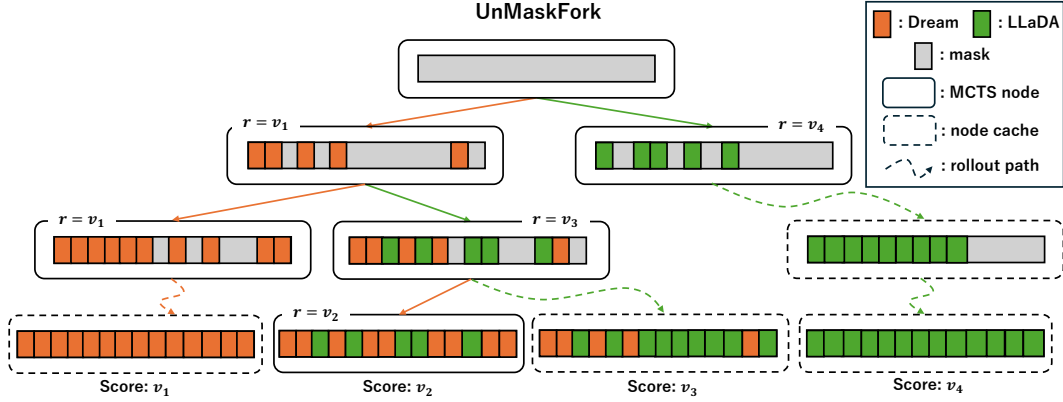 UnMaskFork
: Dream : LLaDA
: mask
: MCTS node
: node cache
: rollout path
r = v₁
r = v₄
r = v₁
r = v₃
r = v₂
Score: v₁
Score: v₂
Score: v₃
Score: v₄